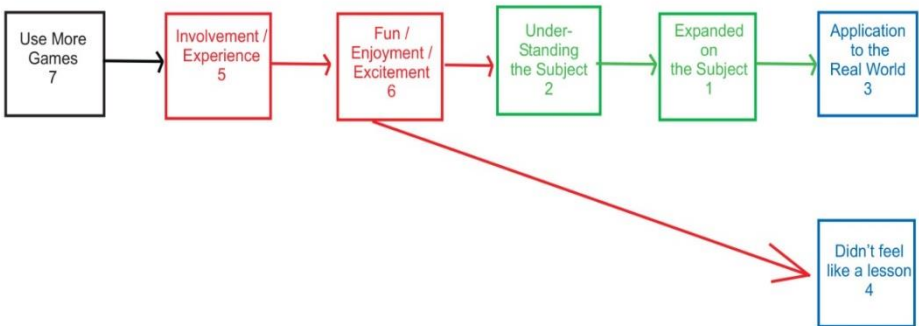 Use More
Games
7
Involvement /
Experience
5
Fun /
Enjoyment /
Excitement
6
Under-
Standing
the Subject
2
Expanded
on
the Subject
1
Application
to the
Real World
3
Didn't feel
like a lesson
4